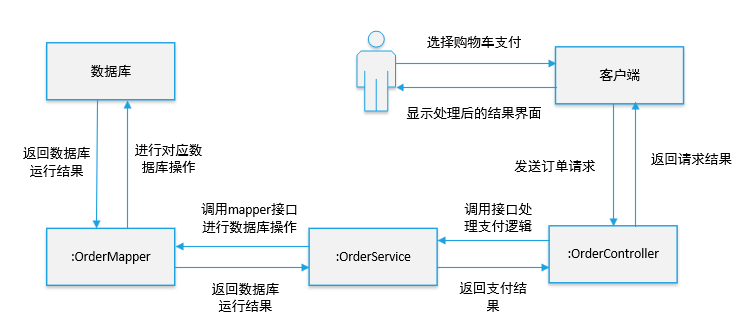 选择购物车支付
数据库
客户端
显示处理后的结果界面
返回数据库
运行结果
进行对应数
据库操作
发送订单请求
返回请求结果
调用mapper接口
进行数据库操作
调用接口处
理支付逻辑
:OrderMapper
:OrderService
:OrderController
返回数据库
运行结果
返回支付结
果